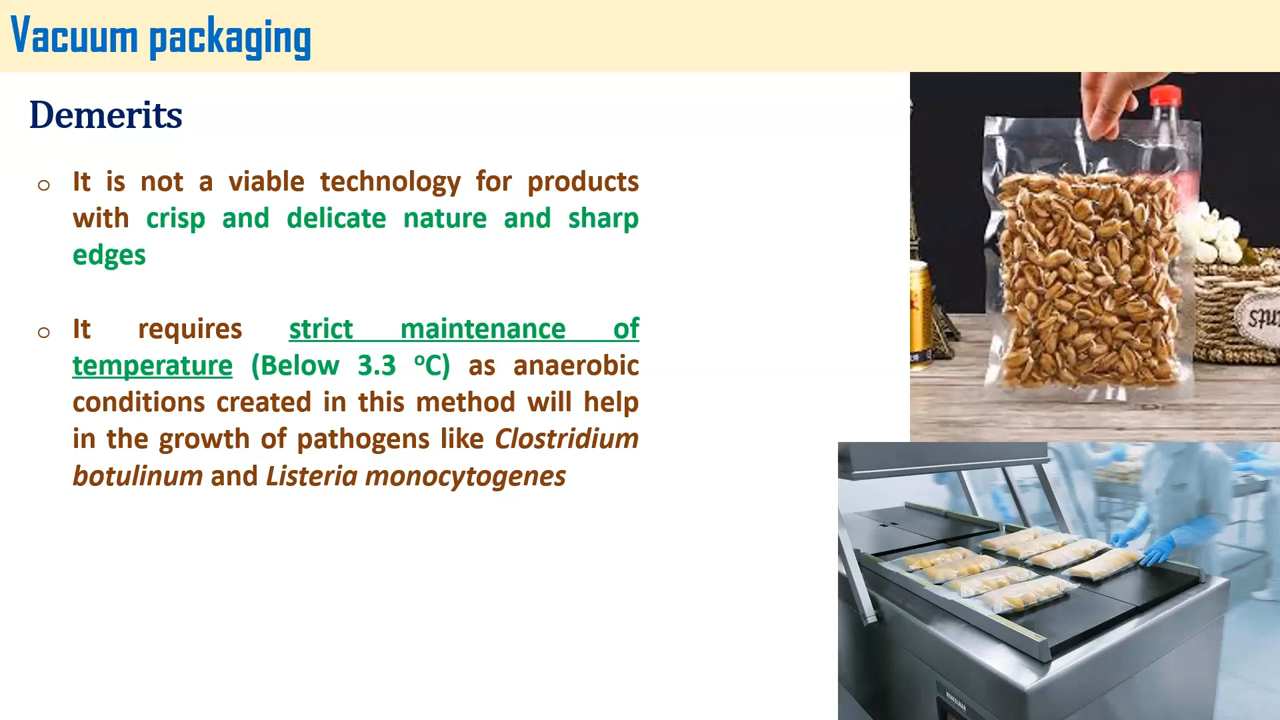 Vacuum packaging
Demerits
o It is not a viable technology for products
with crisp and delicate nature and sharp
edges
o It requires strict maintenance of
temperature (Below 3.3 ºC) as anaerobic
conditions created in this method will help
in the growth of pathogens like Clostridium
botulinum and Listeria monocytogenes